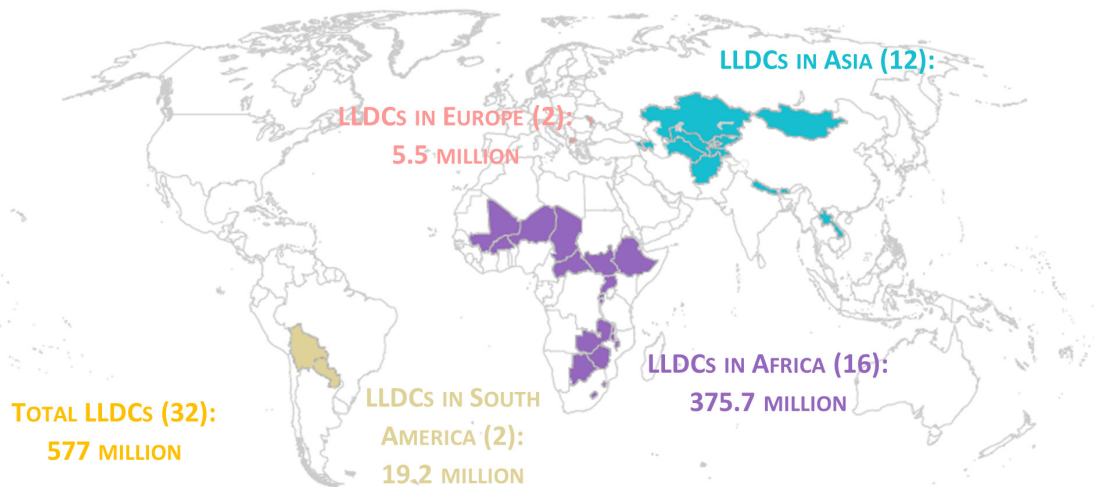 LLDCs in Asia (12):
LLDCs in Europe (2):
5.5 million
LLDCs in Africa (16):
375.7 million
LLDCs in South
America (2):
19.2 million
Total LLDCs (32):
577 million